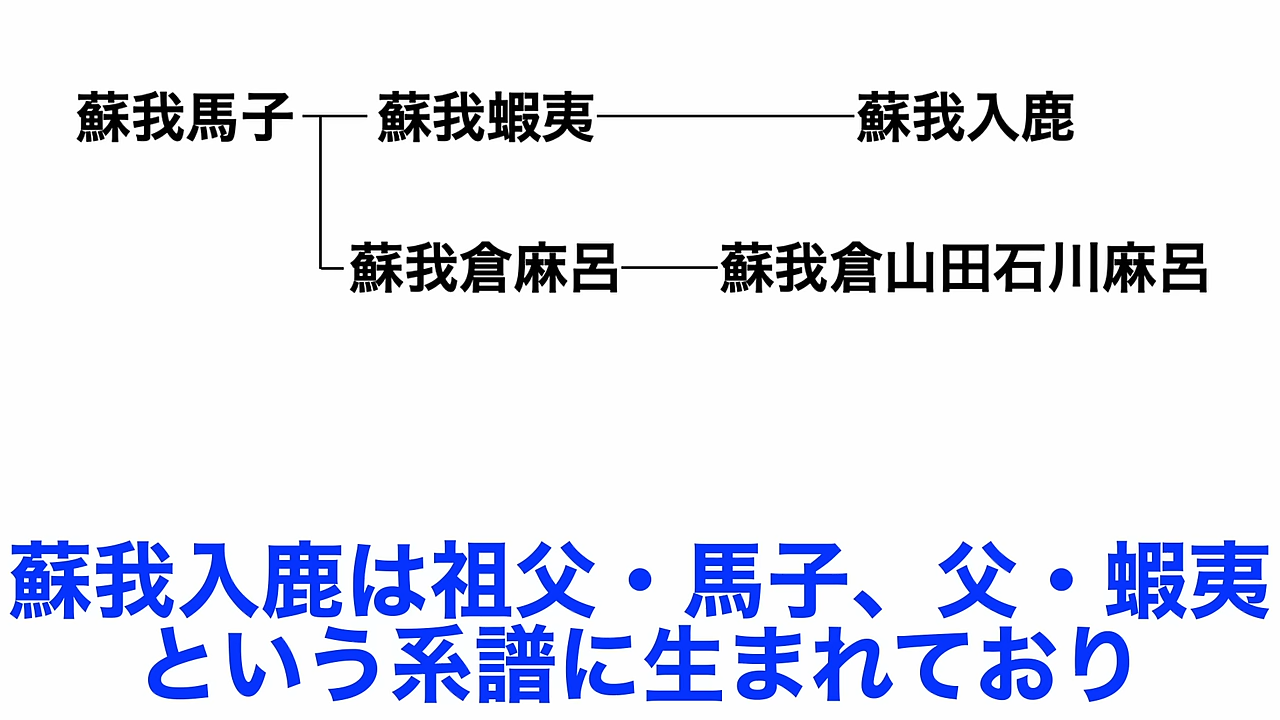 蘇我馬子 蘇我蝦夷 蘇我入鹿
蘇我倉麻呂 蘇我倉山田石川麻呂
蘇我入鹿は祖父・馬子、父・蝦夷
という系譜に生まれており